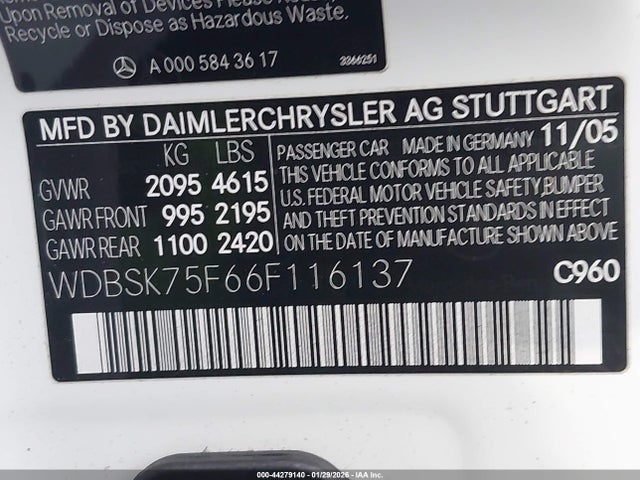 Upon Removal of Devices Please
Recycle or Dispose as Hazardous Waste.
A 000 584 36 17
3366251
MFD BY DAIMLERCHRYSLER AG STUTTGART
KG LBS
GVWR 2095 4615
GAWR FRONT 995 2195
GAWR REAR 1100 2420
PASSENGER CAR MADE IN GERMANY 11/05
THIS VEHICLE CONFORMS TO ALL APPLICABLE
U.S. FEDERAL MOTOR VEHICLE SAFETY, BUMPER
AND THEFT PREVENTION STANDARDS IN EFFECT
ON THE DATE OF MANUFACTURE SHOWN ABOVE
WDBSK75F66F116137 C960
000-44279140 - 01/29/2026 - IAA Inc.